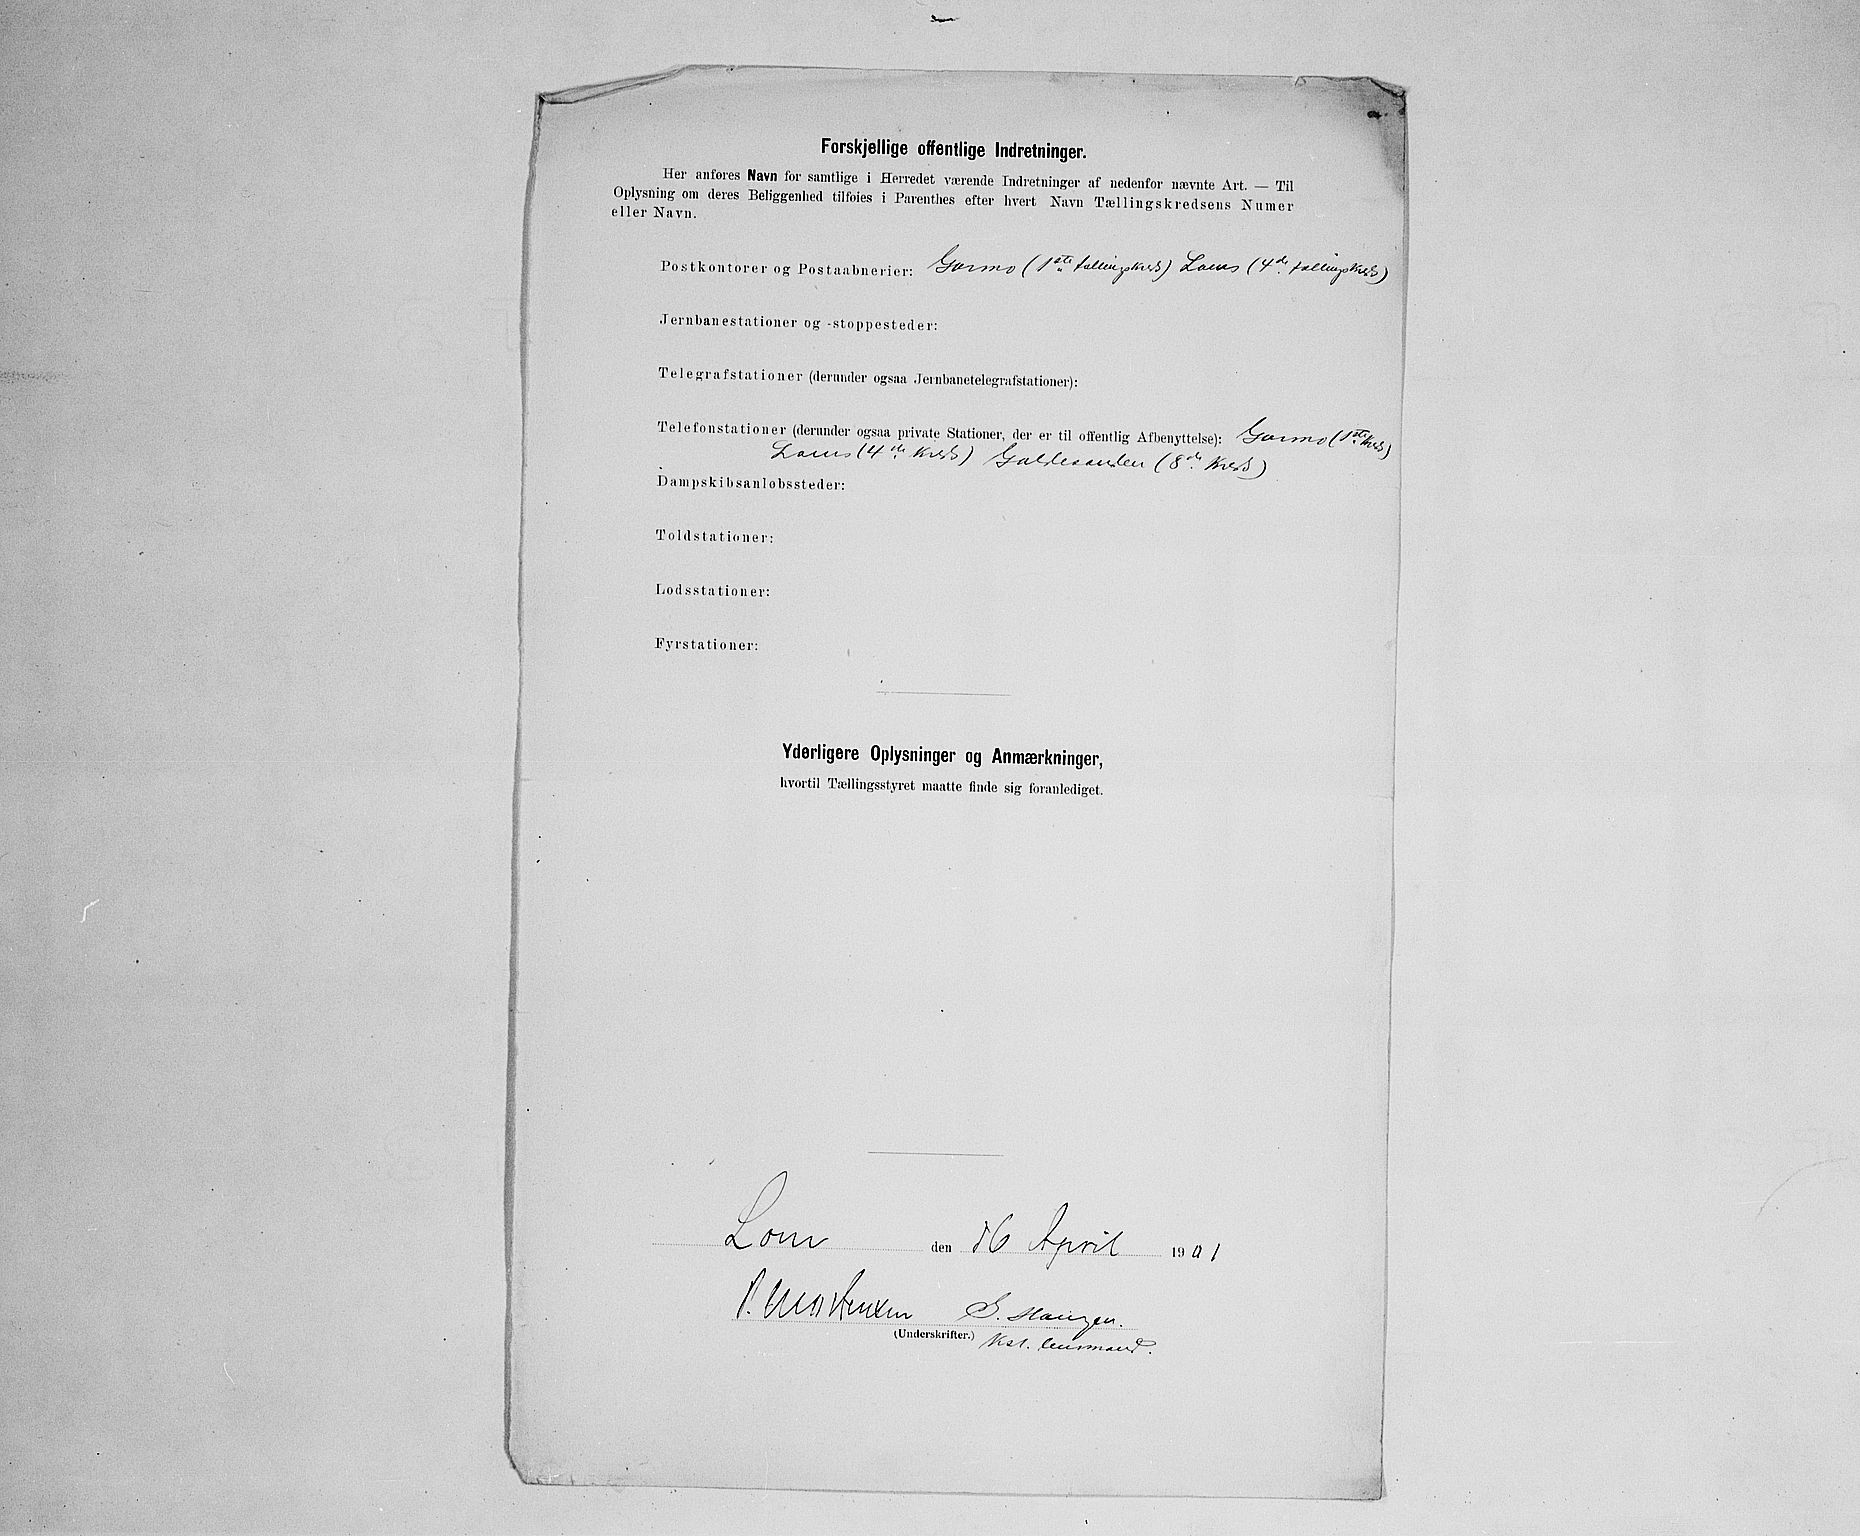 Forskjellige offentlige Indretninger.
Her anføres Navn for samtlige i Herredet værende Indretninger af nedenfor nævnte Art. — Til
Oplysning om deres Beliggenhed tilføies i Parenthes efter hvert Navn Tællingskredsens Numer
eller Navn.
Postkontorer og Postaabnerier: Garmo (1ste tællingskreds) Lom (4de tællingskreds)
Jernbanestationer og -stoppesteder:
Telegrafstationer (derunder ogsaa Jernbanetelegrafstationer):
Telefonstationer (derunder ogsaa private Stationer, der er til offentlig Afbenyttelse): Garmo (1ste Kreds)
Lom (4de Kreds) Galdesanden (8de Kreds)
Dampskibsanløbssteder:
Toldstationer:
Lodsstationer:
Fyrstationer:
Yderligere Oplysninger og Anmærkninger,
hvortil Tællingsstyret maatte finde sig foranlediget.
Lom den 16 April 1901
(Underskrifter.)